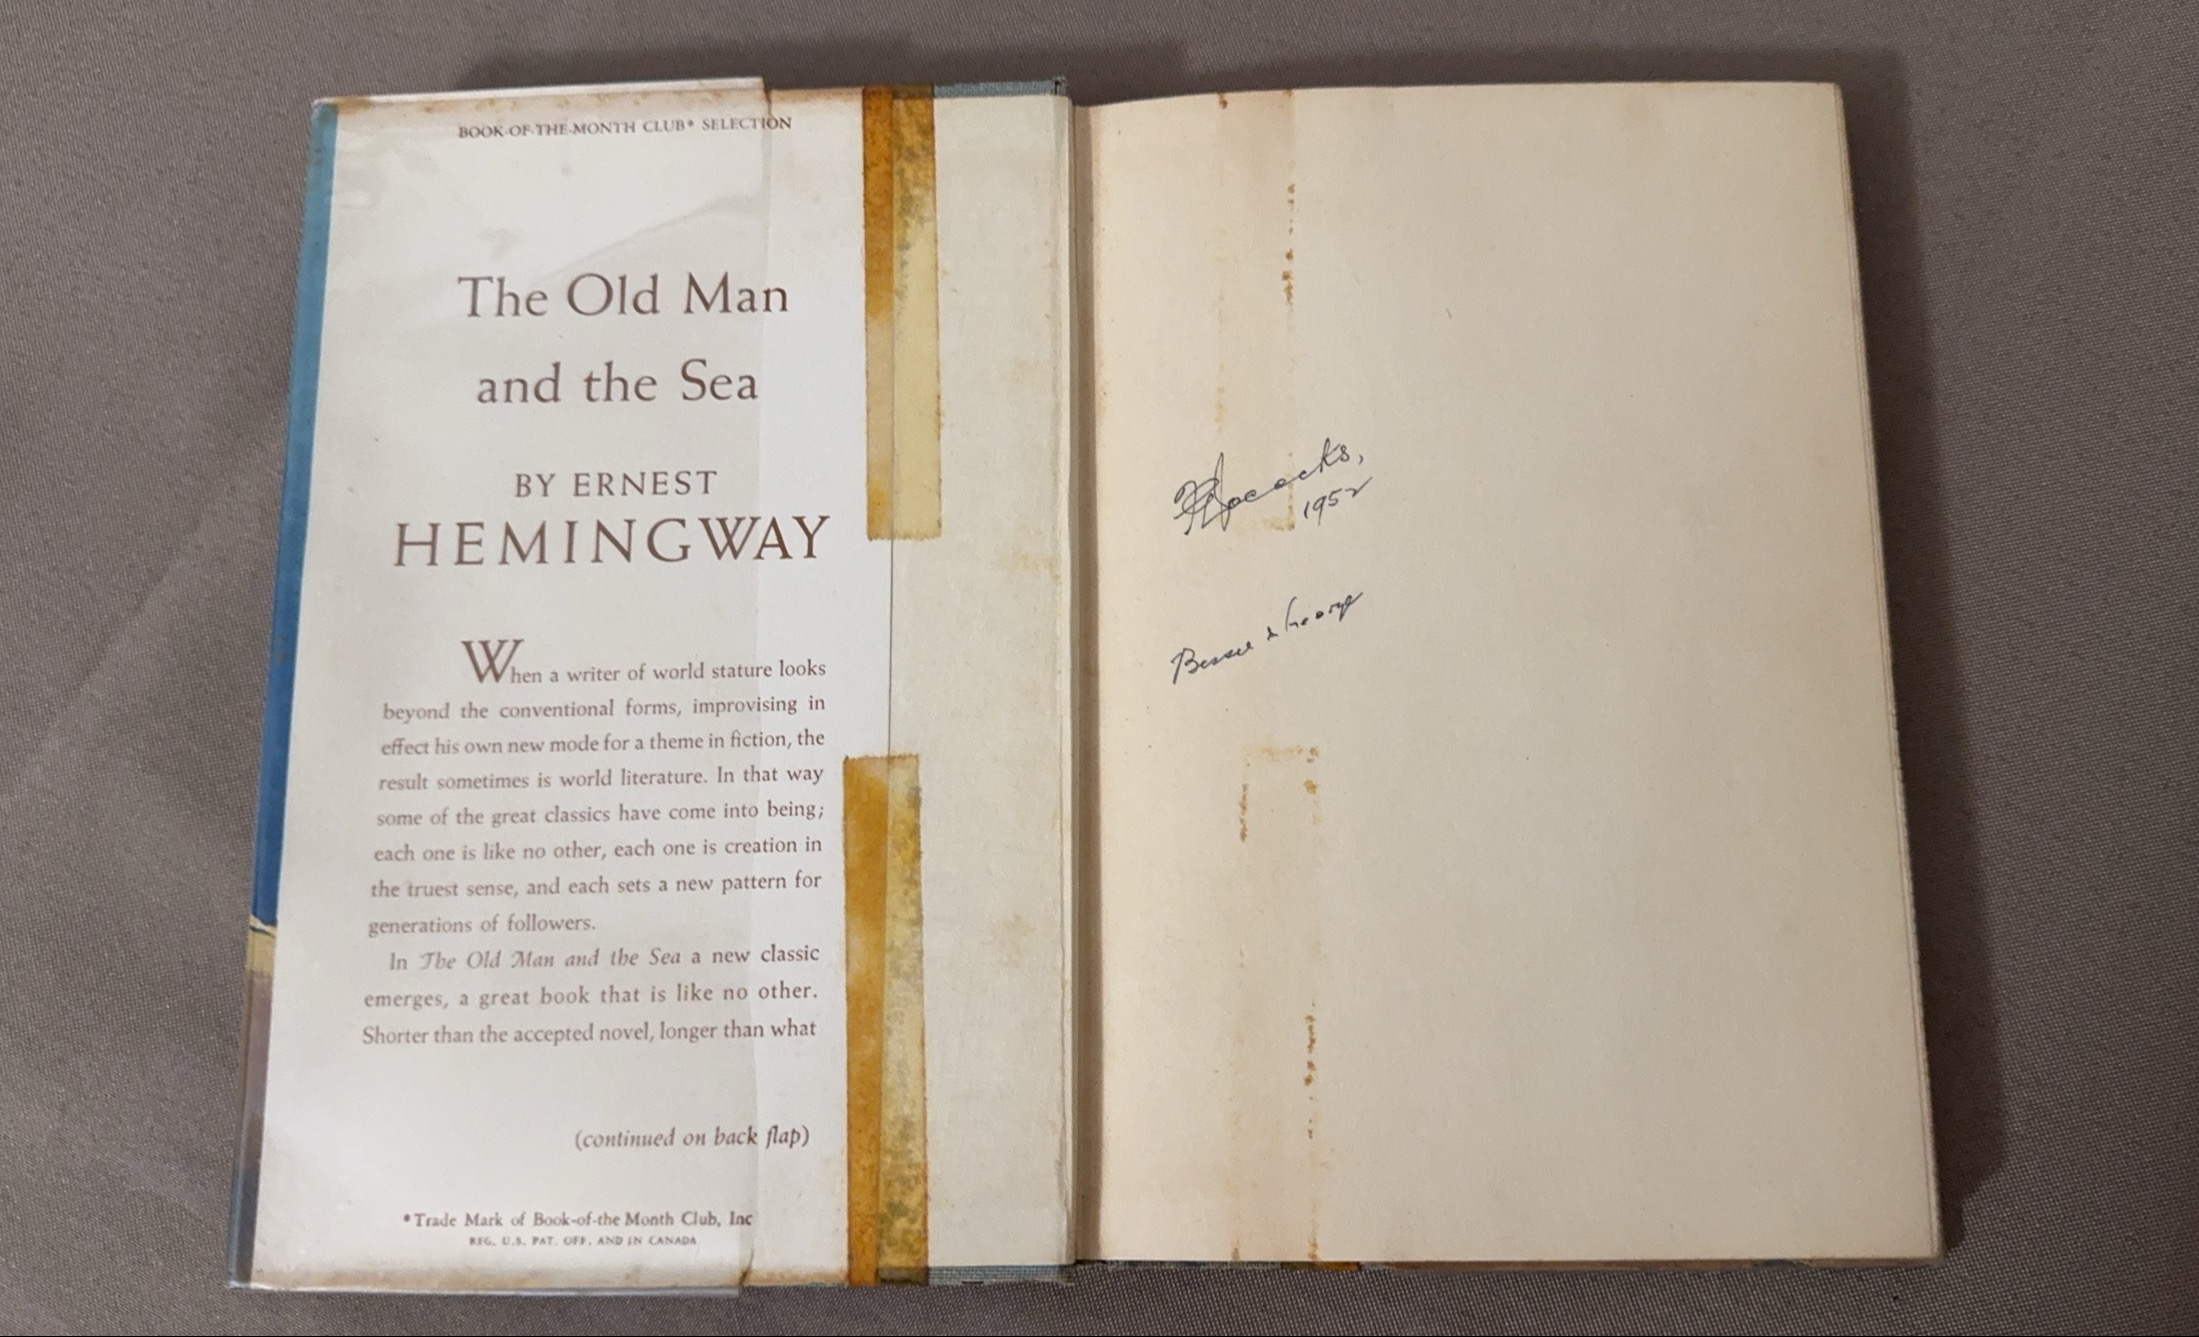 BOOK-OF-THE-MONTH CLUB* SELECTION
The Old Man
and the Sea
BY ERNEST
HEMINGWAY
When a writer of world stature looks
beyond the conventional forms, improvising in
effect his own new mode for a theme in fiction, the
result sometimes is world literature. In that way
some of the great classics have come into being;
each one is like no other, each one is creation in
the truest sense, and each sets a new pattern for
generations of followers.
In The Old Man and the Sea a new classic
emerges, a great book that is like no other.
Shorter than the accepted novel, longer than what
(continued on back flap)
*Trade Mark of Book-of-the Month Club, Inc
REG. U.S. PAT. OFF. AND IN CANADA
1952
Bessie & George